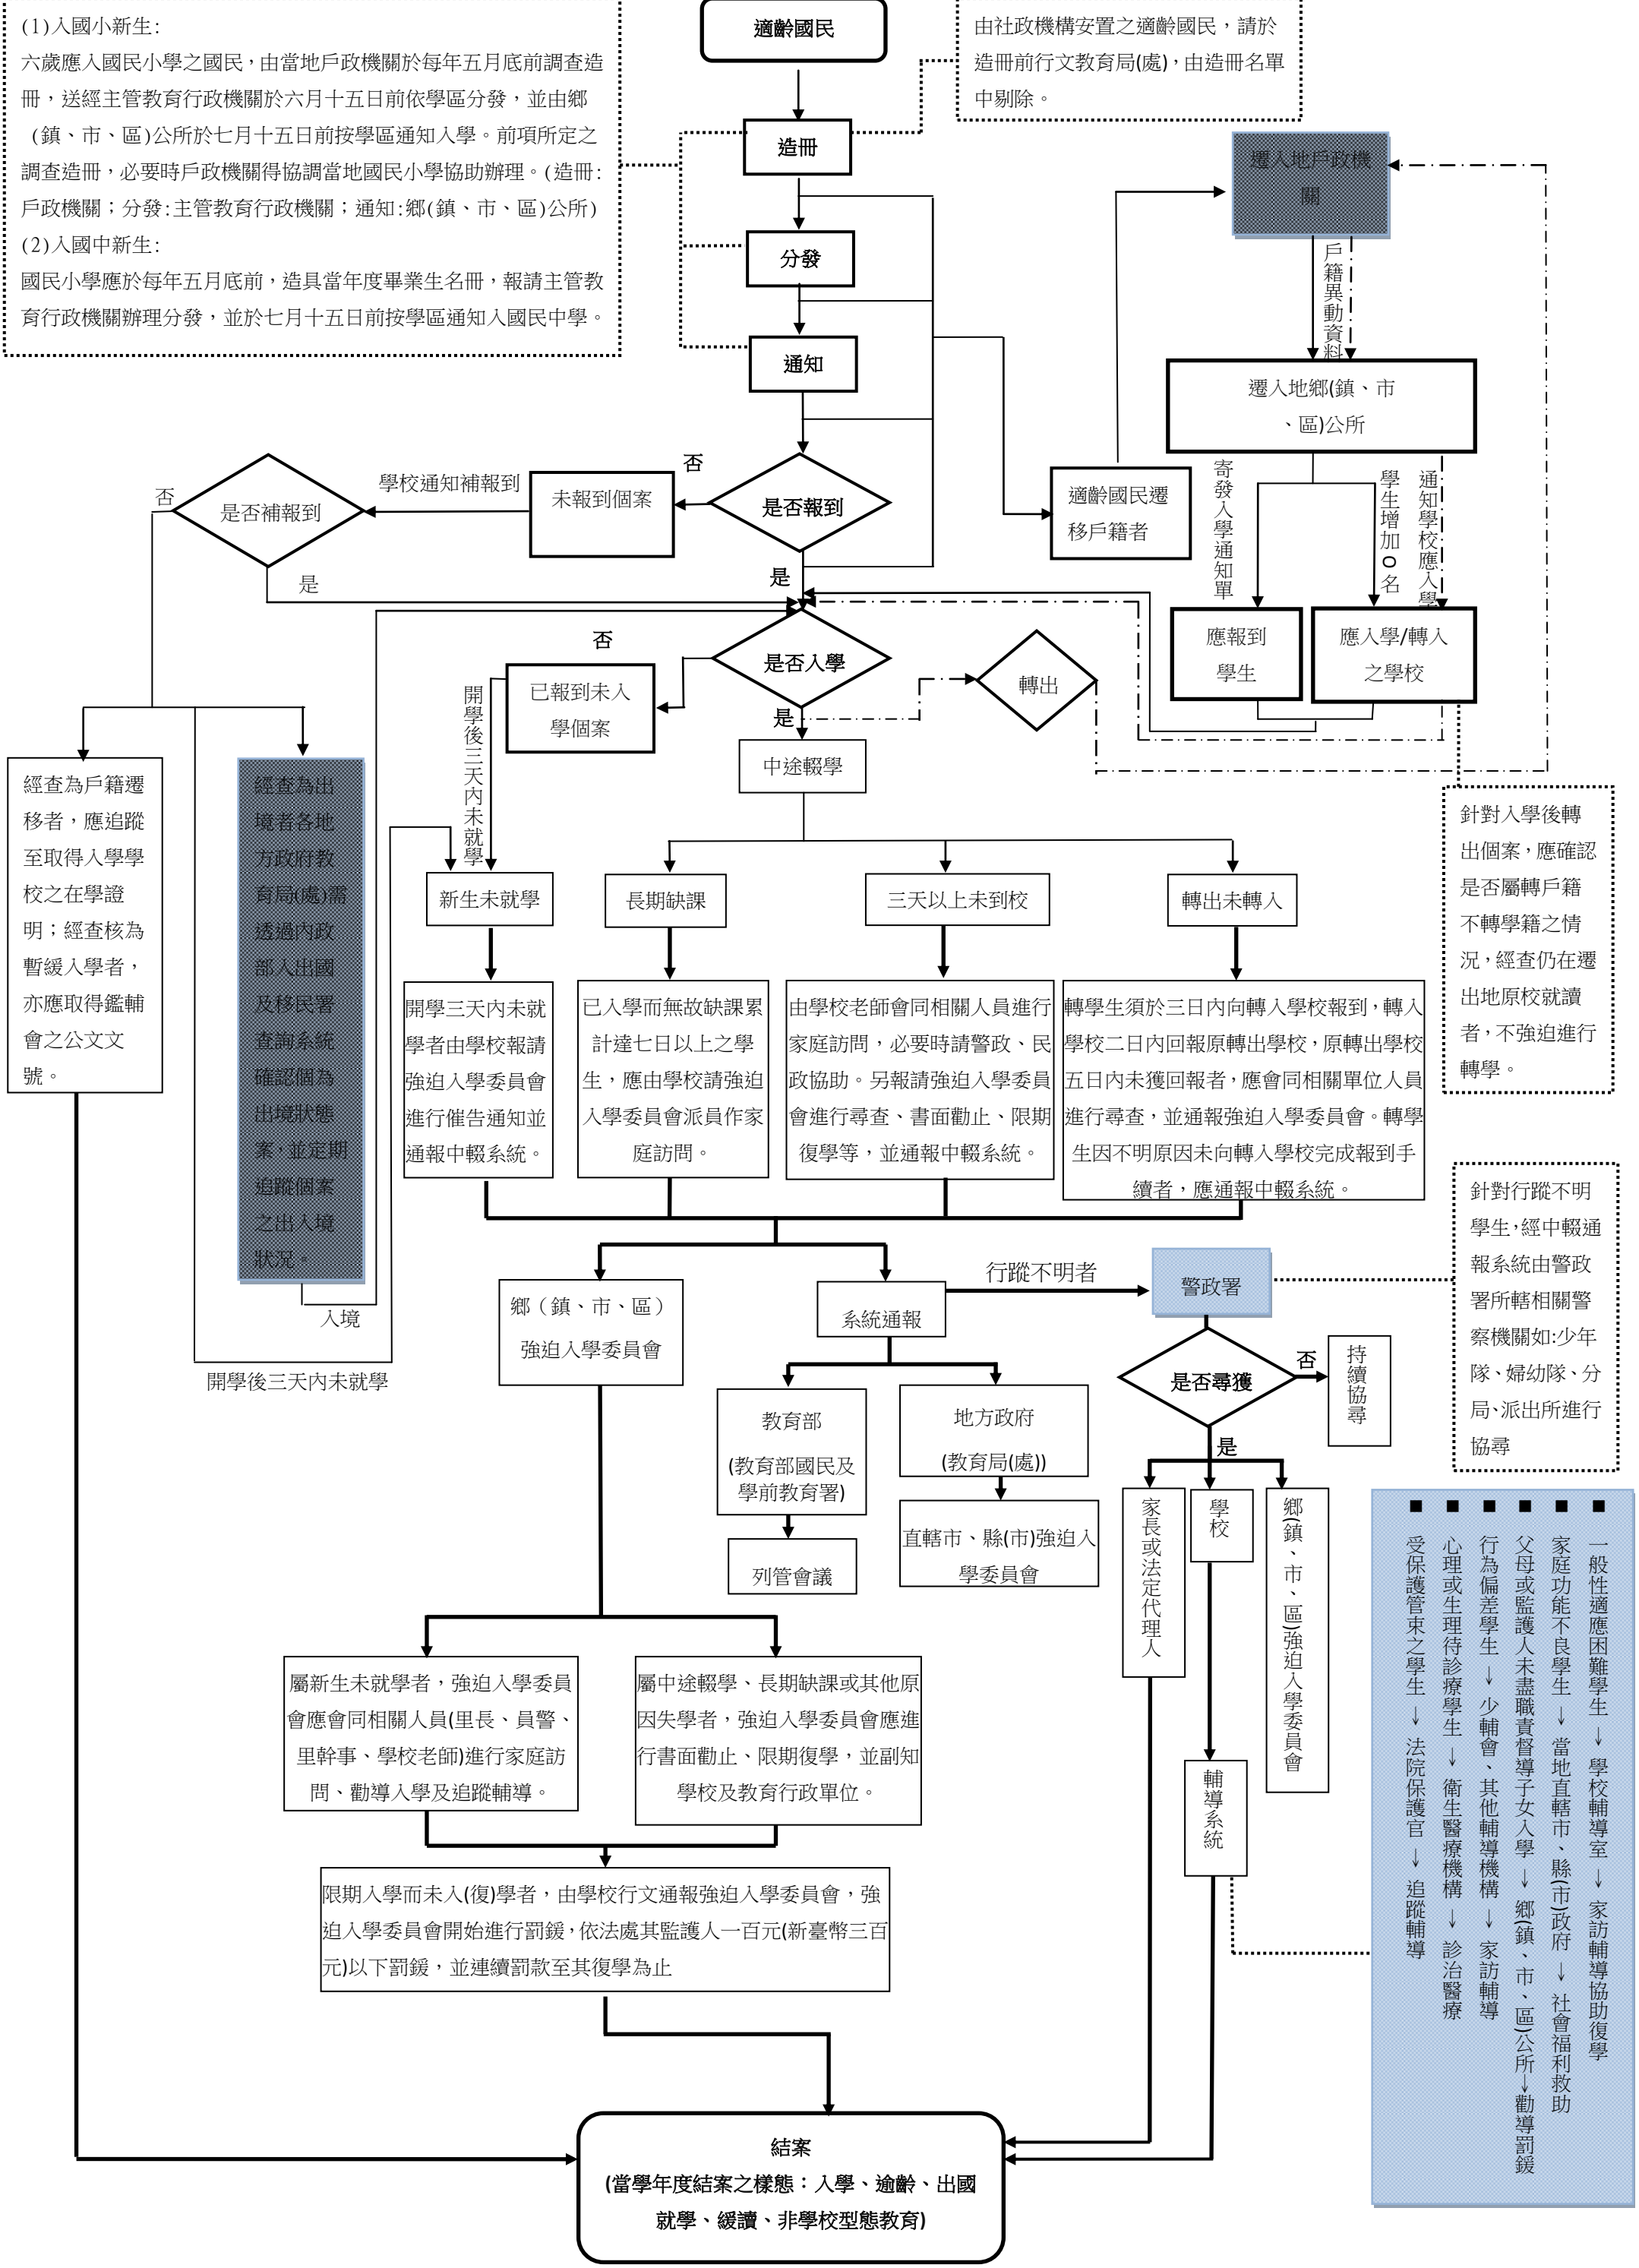 (1)入國小新生:
六歲應入國民小學之國民，由當地戶政機關於每年五月底前調查造
冊，送經主管教育行政機關於六月十五日前依學區分發，並由鄉
(鎮、市、區)公所於七月十五日前按學區通知入學。前項所定之
調查造冊，必要時戶政機關得協調當地國民小學協助辦理。(造冊:
戶政機關；分發:主管教育行政機關；通知:鄉(鎮、市、區)公所)
(2)入國中新生:
國民小學應於每年五月底前，造具當年度畢業生名冊，報請主管教
育行政機關辦理分發，並於七月十五日前按學區通知入國民中學。
適齡國民
由社政機構安置之適齡國民，請於
造冊前行文教育局(處)，由造冊名單
中剔除。
造冊
分發
通知
遷入地戶政機
關
戶籍異動資料
遷入地鄉(鎮、市
、區)公所
寄發入學通知單
學生增加O名
通知學校應入學
適齡國民遷
移戶籍者
應報到
學生
應入學/轉入
之學校
是否報到
否
是
未報到個案
學校通知補報到
是否補報到
否
是
是否入學
否
是
已報到未入
學個案
開學後三天內未就學
轉出
中途輟學
針對入學後轉
出個案，應確認
是否屬轉戶籍
不轉學籍之情
況，經查仍在遷
出地原校就讀
者，不強迫進行
轉學。
經查為戶籍遷
移者，應追蹤
至取得入學學
校之在學證
明；經查核為
暫緩入學者，
亦應取得鑑輔
會之公文文
號。
經查為出
境者各地
方政府教
育局(處)需
透過內政
部入出國
及移民署
查詢系統
確認個為
出境狀態
案，並定期
追蹤個案
之出入境
狀況。
入境
開學後三天內未就學
新生未就學
長期缺課
三天以上未到校
轉出未轉入
開學三天內未就
學者由學校報請
強迫入學委員會
進行催告通知並
通報中輟系統。
已入學而無故缺課累
計達七日以上之學
生，應由學校請強迫
入學委員會派員作家
庭訪問。
由學校老師會同相關人員進行
家庭訪問，必要時請警政、民
政協助。另報請強迫入學委員
會進行尋查、書面勸止、限期
復學等，並通報中輟系統。
轉學生須於三日內向轉入學校報到，轉入
學校二日內回報原轉出學校，原轉出學校
五日內未獲回報者，應會同相關單位人員
進行尋查，並通報強迫入學委員會。轉學
生因不明原因未向轉入學校完成報到手
續者，應通報中輟系統。
針對行蹤不明
學生，經中輟通
報系統由警政
署所轄相關警
察機關如:少年
隊、婦幼隊、分
局、派出所進行
協尋
鄉（鎮、市、區）
強迫入學委員會
系統通報
行蹤不明者
警政署
是否尋獲
否
是
持續協尋
教育部
(教育部國民及
學前教育署)
列管會議
地方政府
(教育局(處))
直轄市、縣(市)強迫入
學委員會
家長或法定代理人
學校
鄉(鎮、市、區)強迫入學委員會
輔導系統
■ 一般性適應困難學生→學校輔導室→家訪輔導協助復學
■ 家庭功能不良學生→當地直轄市、縣(市)政府→社會福利救助
■ 父母或監護人未盡職責督導子女入學→鄉(鎮、市、區)公所→勸導罰鍰
■ 行為偏差學生→少輔會、其他輔導機構→家訪輔導
■ 心理或生理待診療學生→衛生醫療機構→診治醫療
■ 受保護管束之學生→法院保護官→追蹤輔導
屬新生未就學者，強迫入學委員
會應會同相關人員(里長、員警、
里幹事、學校老師)進行家庭訪
問、勸導入學及追蹤輔導。
屬中途輟學、長期缺課或其他原
因失學者，強迫入學委員會應進
行書面勸止、限期復學，並副知
學校及教育行政單位。
限期入學而未入(復)學者，由學校行文通報強迫入學委員會，強
迫入學委員會開始進行罰鍰，依法處其監護人一百元(新臺幣三百
元)以下罰鍰，並連續罰款至其復學為止
結案
(當學年度結案之樣態：入學、逾齡、出國
就學、緩讀、非學校型態教育)